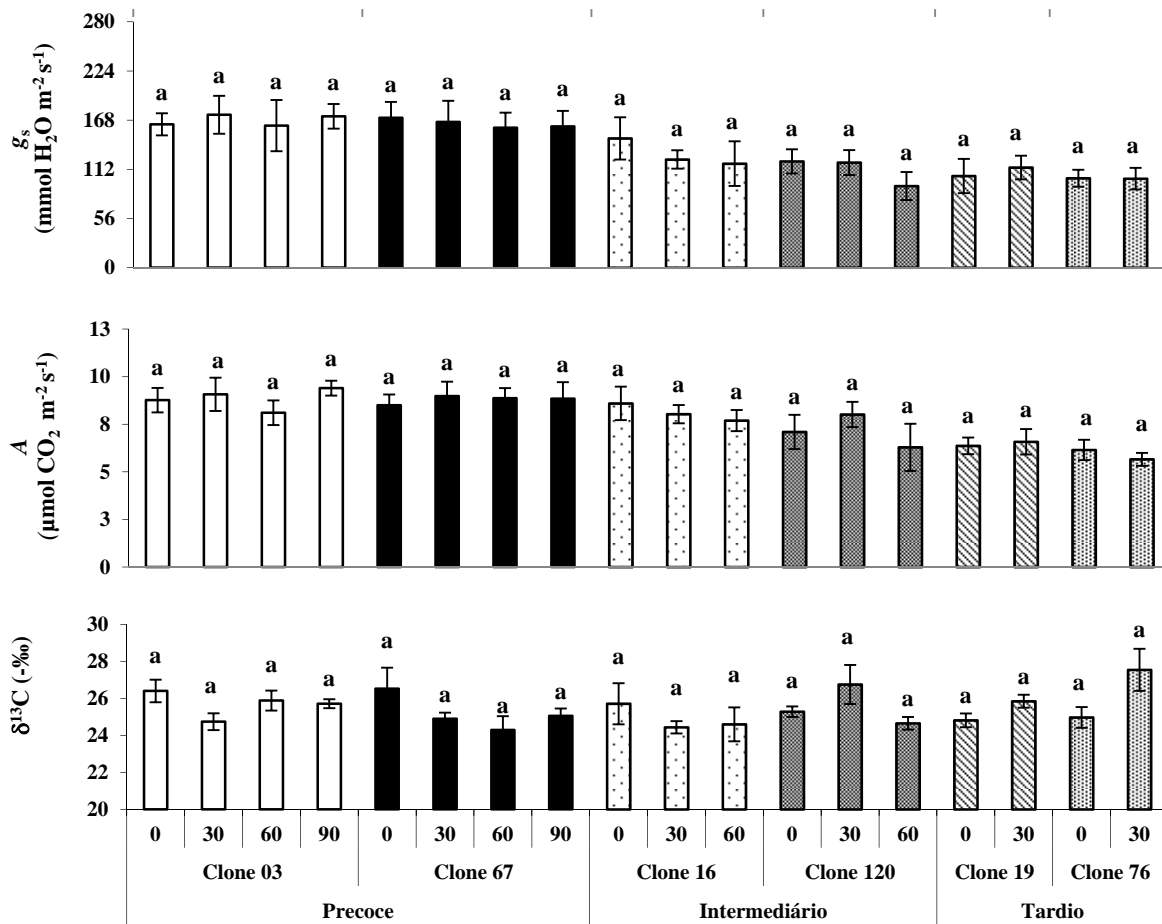 280
224
168
112
56
0
gs
(mmol H2O m-2 s-1)
a a a a a a a a a a a a a a a a a a
13
10
8
5
3
0
A
(µmol CO2 m-2 s-1)
a a a a a a a a a a a a a a a a a a
30
28
26
24
22
20
δ13C (-‰)
a a a a a a a a a a a a a a a a a a
0 30 60 90 0 30 60 90 0 30 60 0 30 60 0 30 0 30
Clone 03 Clone 67 Clone 16 Clone 120 Clone 19 Clone 76
Precoce Intermediário Tardio